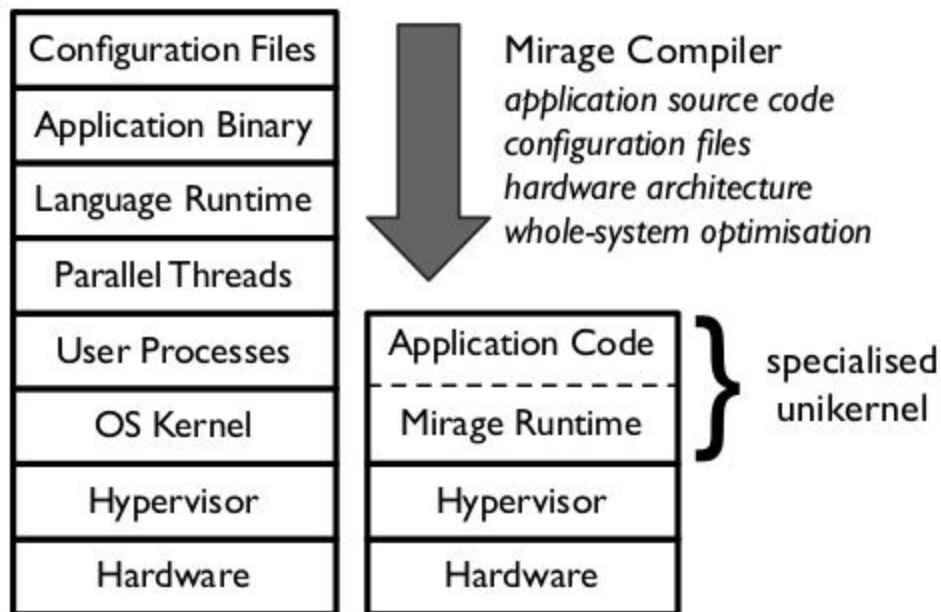 Configuration Files
Application Binary
Language Runtime
Parallel Threads
User Processes
OS Kernel
Hypervisor
Hardware
Mirage Compiler
application source code
configuration files
hardware architecture
whole-system optimisation
Application Code
Mirage Runtime
Hypervisor
Hardware
specialised
unikernel